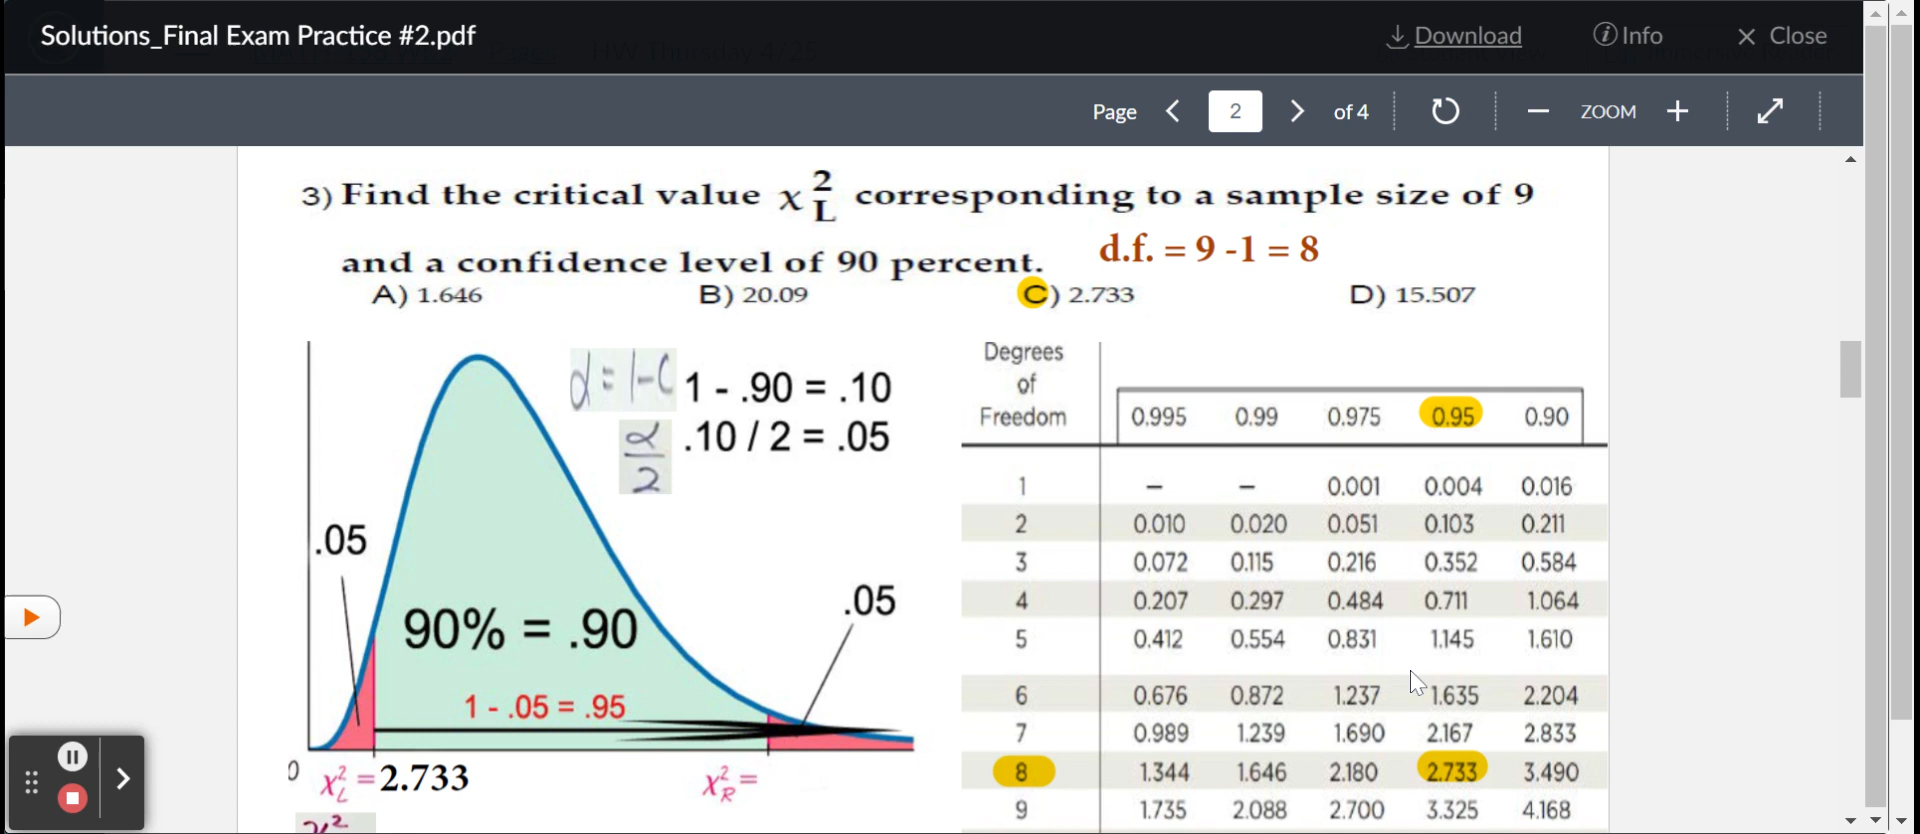 Solutions_Final Exam Practice #2.pdf
Download Info Close
Page 2 of 4 ZOOM
3) Find the critical value χ 2 L corresponding to a sample size of 9
and a confidence level of 90 percent.
d.f. = 9 -1 = 8
A) 1.646 B) 20.09 C) 2.733 D) 15.507
α = 1-C 1 - .90 = .10
α/2 .10 / 2 = .05
.05
.05
90% = .90
1 - .05 = .95
0 χ²L = 2.733 χ²R =
χ²
Degrees
of
Freedom 0.995 0.99 0.975 0.95 0.90
1 – – 0.001 0.004 0.016
2 0.010 0.020 0.051 0.103 0.211
3 0.072 0.115 0.216 0.352 0.584
4 0.207 0.297 0.484 0.711 1.064
5 0.412 0.554 0.831 1.145 1.610
6 0.676 0.872 1.237 1.635 2.204
7 0.989 1.239 1.690 2.167 2.833
8 1.344 1.646 2.180 2.733 3.490
9 1.735 2.088 2.700 3.325 4.168